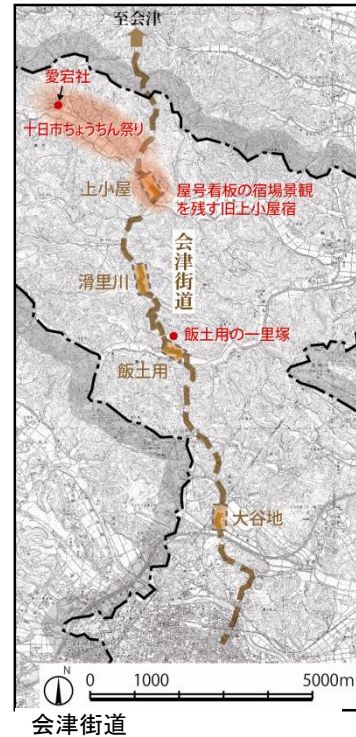 至会津
愛宕社
十日市ちょうちん祭り
上小屋
屋号看板の宿場景観
を残す旧上小屋宿
会津街道
滑里川
飯土用の一里塚
飯土用
大谷地
N
0 1000 5000m
会津街道